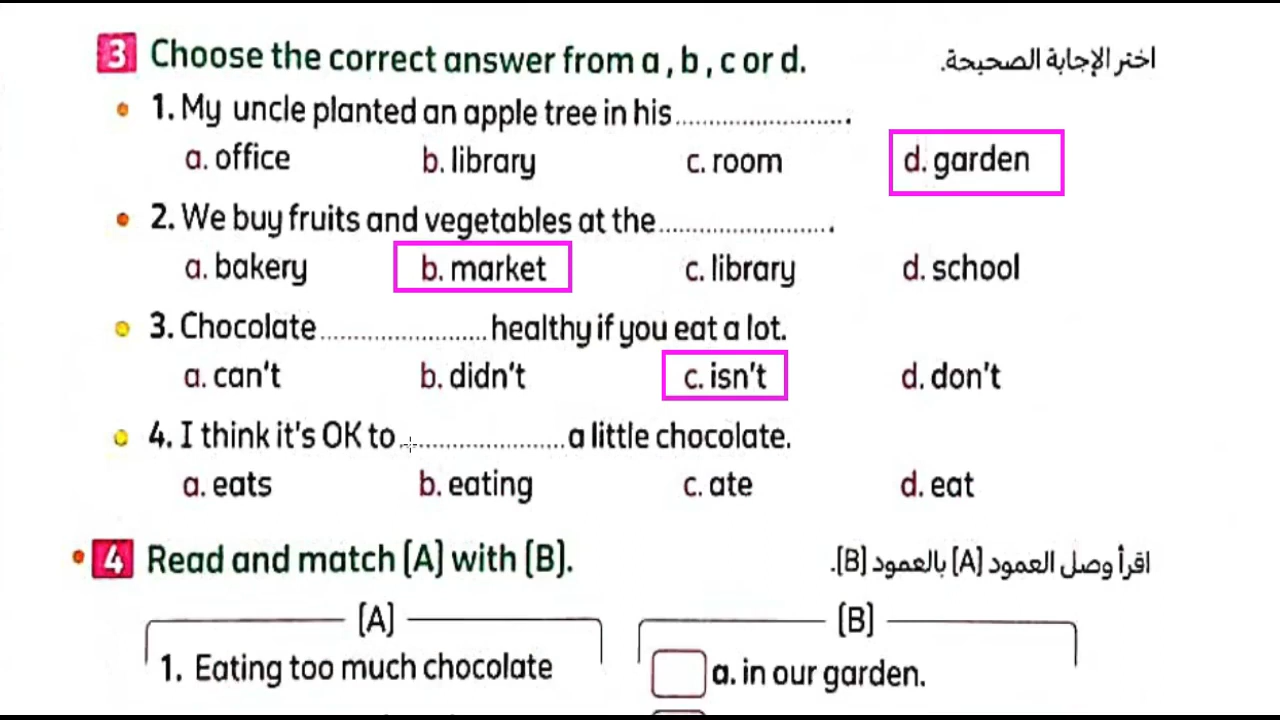 3 Choose the correct answer from a , b , c or d. اختر الإجابة الصحيحة.
1. My uncle planted an apple tree in his ........................ .
a. office b. library c. room d. garden
2. We buy fruits and vegetables at the ........................ .
a. bakery b. market c. library d. school
3. Chocolate ........................ healthy if you eat a lot.
a. can't b. didn't c. isn't d. don't
4. I think it's OK to ........................ a little chocolate.
a. eats b. eating c. ate d. eat
4 Read and match (A) with (B). اقرأ وصل العمود (A) بالعمود (B).
(A) (B)
1. Eating too much chocolate a. in our garden.